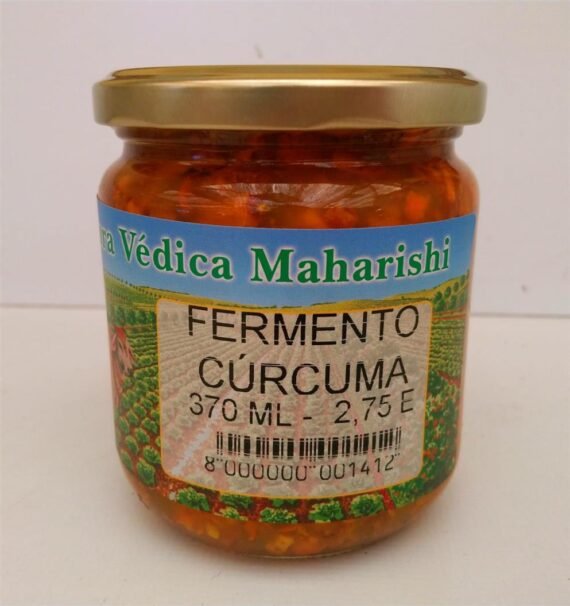 Védica Maharishi
FERMENTO
CÚRCUMA
370 ML - 2,75 E
8"000000"001412"